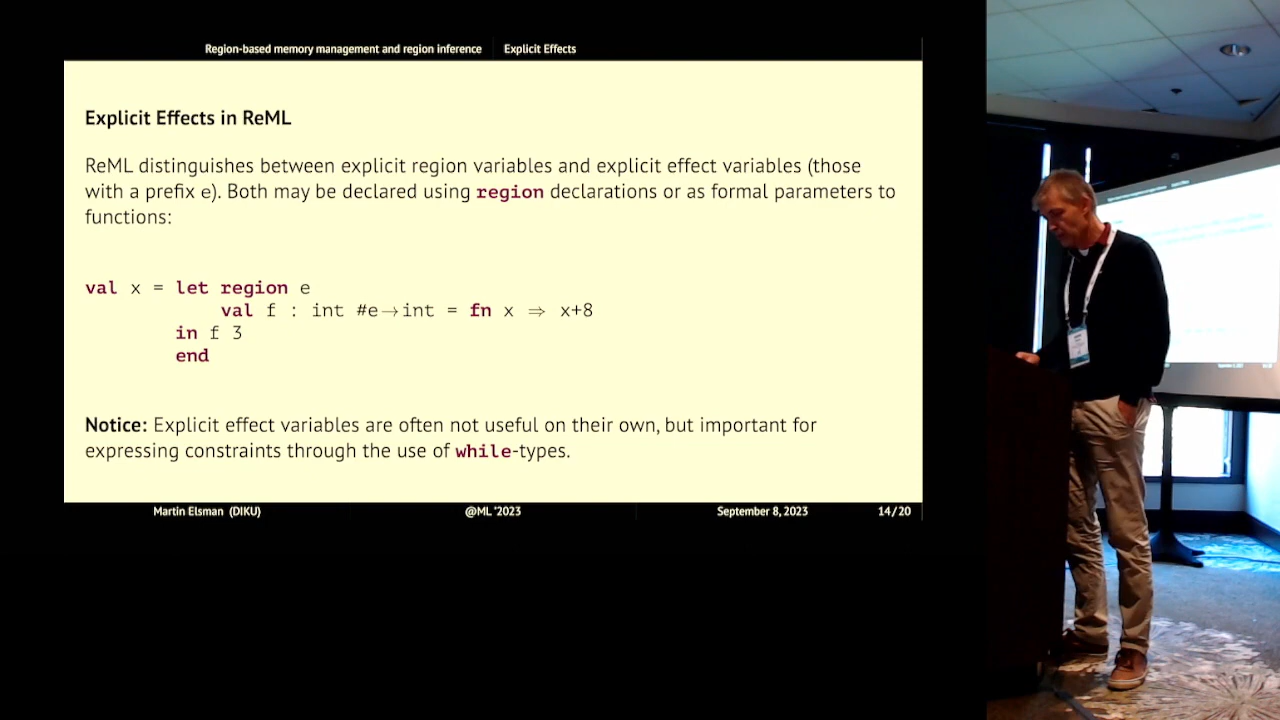 Region-based memory management and region inference Explicit Effects
Explicit Effects in ReML
ReML distinguishes between explicit region variables and explicit effect variables (those
with a prefix e). Both may be declared using region declarations or as formal parameters to
functions:
val x = let region e
val f : int #e→int = fn x ⇒ x+8
in f 3
end
Notice: Explicit effect variables are often not useful on their own, but important for
expressing constraints through the use of while-types.
Martin Elsman (DIKU) @ML '2023 September 8, 2023 14/20